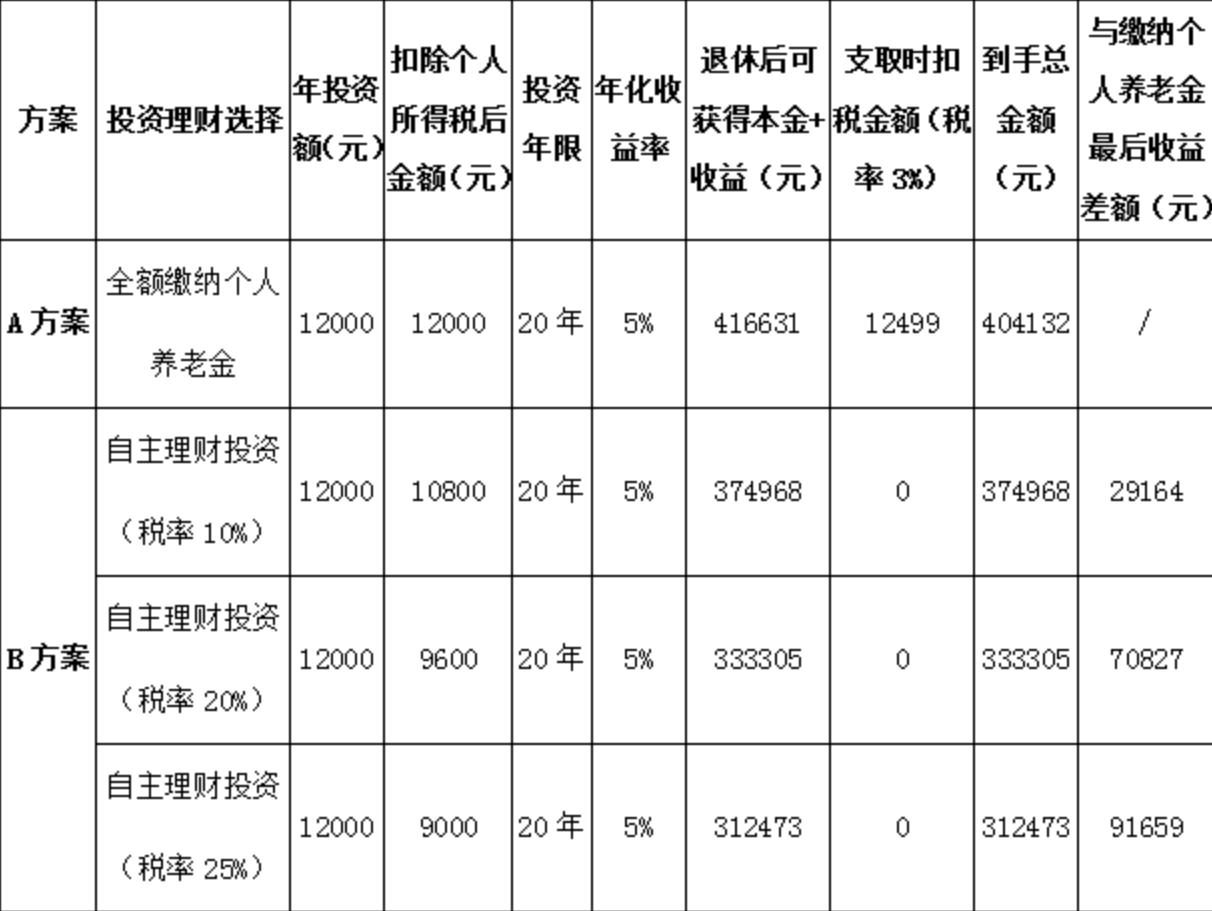 方案
投资理财选择
年投资
额(元)
扣除个人
所得税后
金额(元)
投资
年限
年化收
益率
退休后可
获得本金+
收益（元）
支取时扣
税金额（税
率 3%）
到手总
金额
（元）
与缴纳个
人养老金
最后收益
差额（元）
A 方案
全额缴纳个人
养老金
12000
12000
20 年
5%
416631
12499
404132
/
B 方案
自主理财投资
（税率 10%）
12000
10800
20 年
5%
374968
0
374968
29164
自主理财投资
（税率 20%）
12000
9600
20 年
5%
333305
0
333305
70827
自主理财投资
（税率 25%）
12000
9000
20 年
5%
312473
0
312473
91659